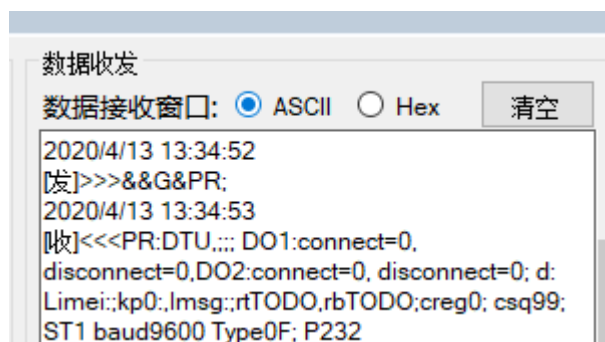 数据收发
数据接收窗口: ASCII Hex 清空
2020/4/13 13:34:52
[发]>>>&&G&PR;
2020/4/13 13:34:53
[收]<<<PR:DTU,;;; DO1:connect=0,
disconnect=0,DO2:connect=0, disconnect=0; d:
Limei:;kp0:,lmsg:;rtTODO,rbTODO;creg0; csq99;
ST1 baud9600 Type0F; P232